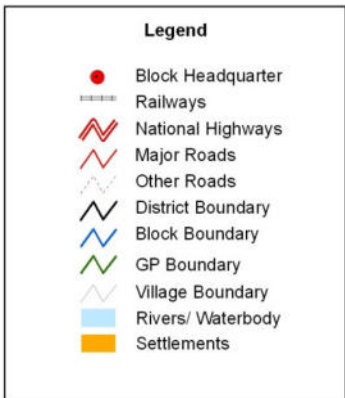 Legend
Block Headquarter
Railways
National Highways
Major Roads
Other Roads
District Boundary
Block Boundary
GP Boundary
Village Boundary
Rivers/ Waterbody
Settlements